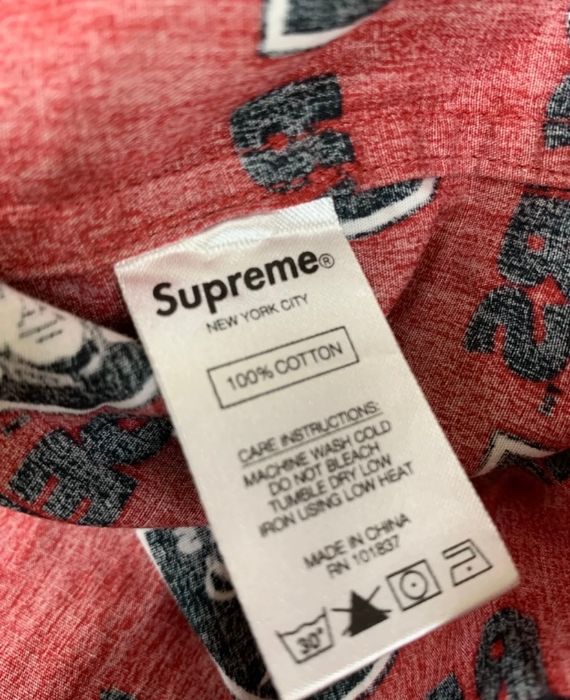 Supreme®
NEW YORK CITY
100% COTTON
CARE INSTRUCTIONS:
MACHINE WASH COLD
DO NOT BLEACH
TUMBLE DRY LOW
IRON USING LOW HEAT
MADE IN CHINA
RN 101837
30°